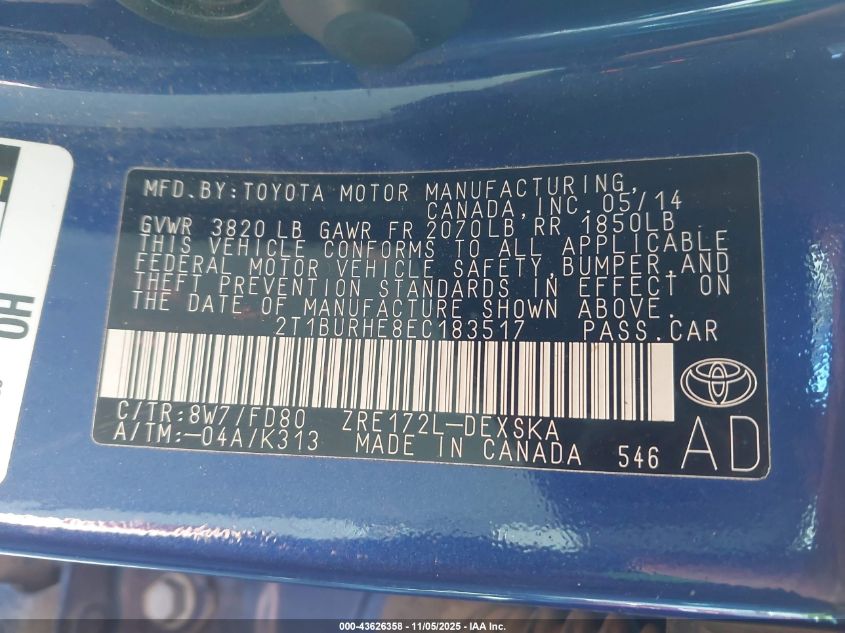 MFD.BY:TOYOTA MOTOR MANUFACTURING,
CANADA,INC. 05/14
GVWR 3820 LB GAWR FR 2070LB RR 1850LB
THIS VEHICLE CONFORMS TO ALL APPLICABLE
FEDERAL MOTOR VEHICLE SAFETY,BUMPER,AND
THEFT PREVENTION STANDARDS IN EFFECT ON
THE DATE OF MANUFACTURE SHOWN ABOVE.
2T1BURHE8EC183517 PASS.CAR
C/TR:8W7/FD80 ZRE172L-DEXSKA
A/TM:-04A/K313 MADE IN CANADA 546 AD
HO
000-43626358 - 11/05/2025 - IAA Inc.